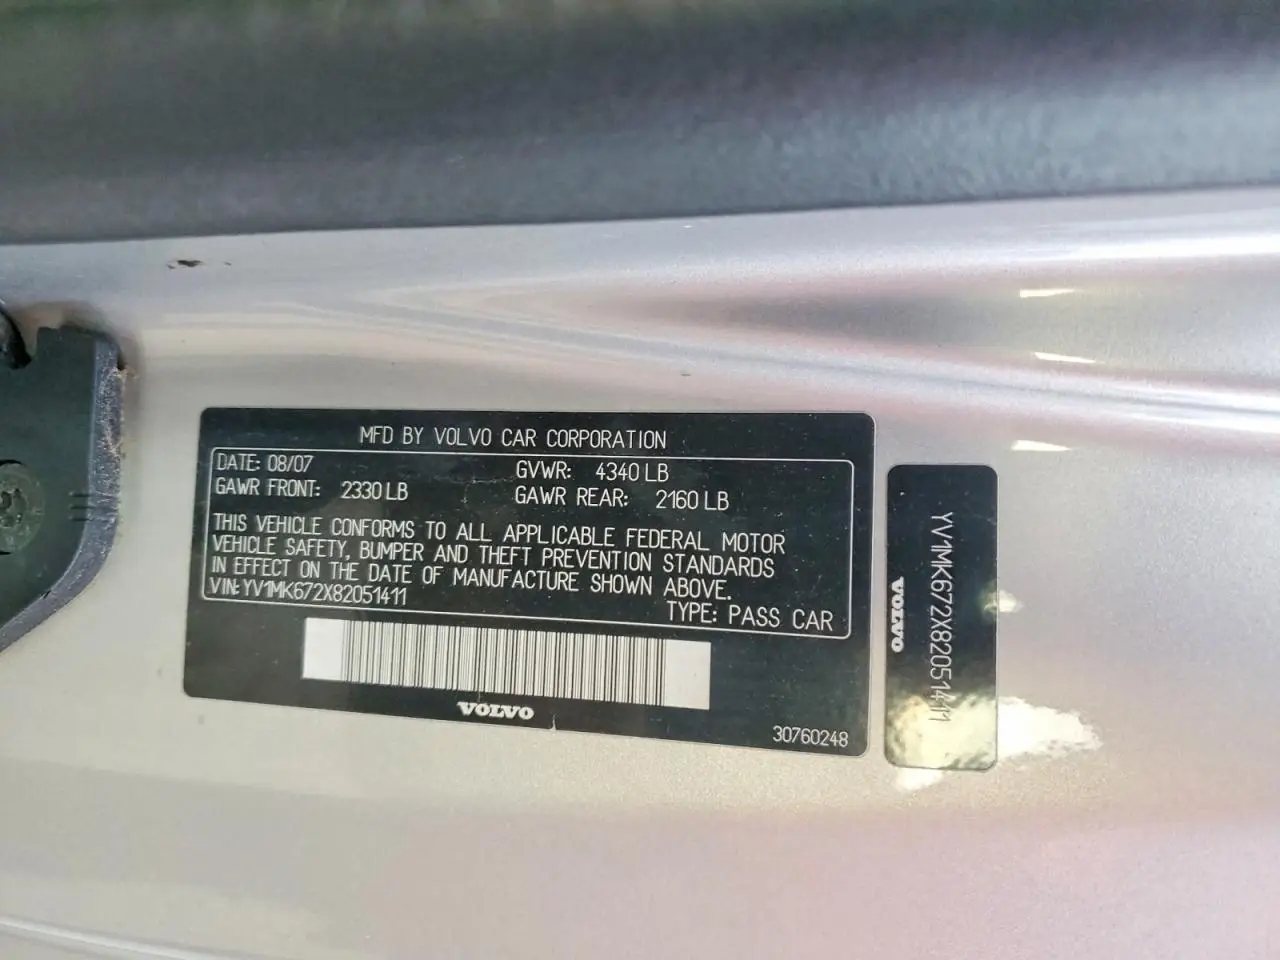 MFD BY VOLVO CAR CORPORATION
DATE: 08/07 GVWR: 4340 LB
GAWR FRONT: 2330 LB GAWR REAR: 2160 LB
THIS VEHICLE CONFORMS TO ALL APPLICABLE FEDERAL MOTOR
VEHICLE SAFETY, BUMPER AND THEFT PREVENTION STANDARDS
IN EFFECT ON THE DATE OF MANUFACTURE SHOWN ABOVE.
VIN: YV1MK672X82051411
TYPE: PASS CAR
VOLVO
30760248
YV1MK672X82051411
VOLVO